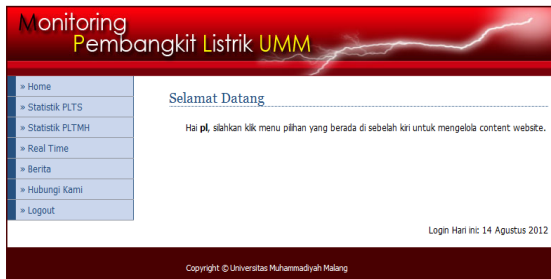 Monitoring
Pembangkit Listrik UMM
» Home
» Statistik PLTS
» Statistik PLTMH
» Real Time
» Berita
» Hubungi Kami
» Logout
Selamat Datang
Hai pl, silahkan klik menu pilihan yang berada di sebelah kiri untuk mengelola content website.
Login Hari ini: 14 Agustus 2012
Copyright © Universitas Muhammadiyah Malang